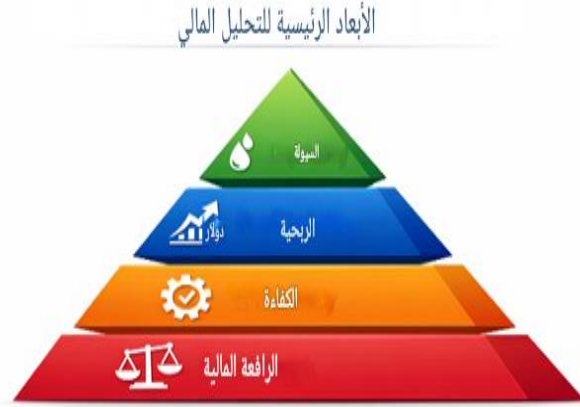 الأبعاد الرئيسية للتحليل المالي
السيولة
الربحية
دولار
الكفاءة
الرافعة المالية